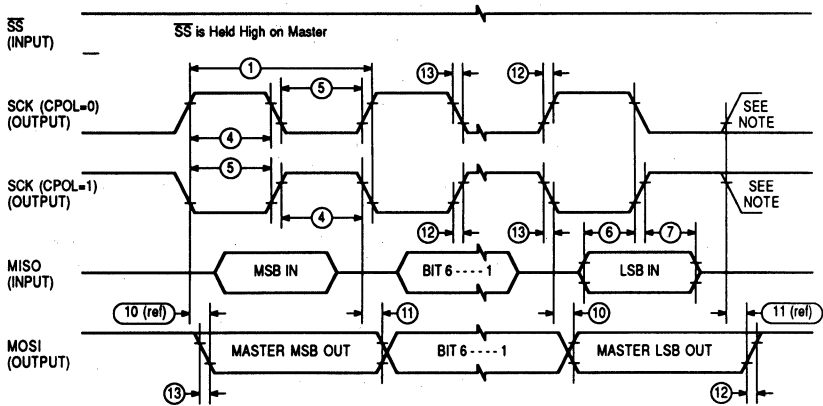 SS
(INPUT)
SS is Held High on Master
1
5
13
12
SCK (CPOL=0)
(OUTPUT)
SEE
NOTE
4
5
SCK (CPOL=1)
(OUTPUT)
SEE
NOTE
4
12
13
6
7
MISO
(INPUT)
MSB IN
BIT 6 ---- 1
LSB IN
10 (ref)
11
10
11 (ref)
MOSI
(OUTPUT)
MASTER MSB OUT
BIT 6 ---- 1
MASTER LSB OUT
13
12